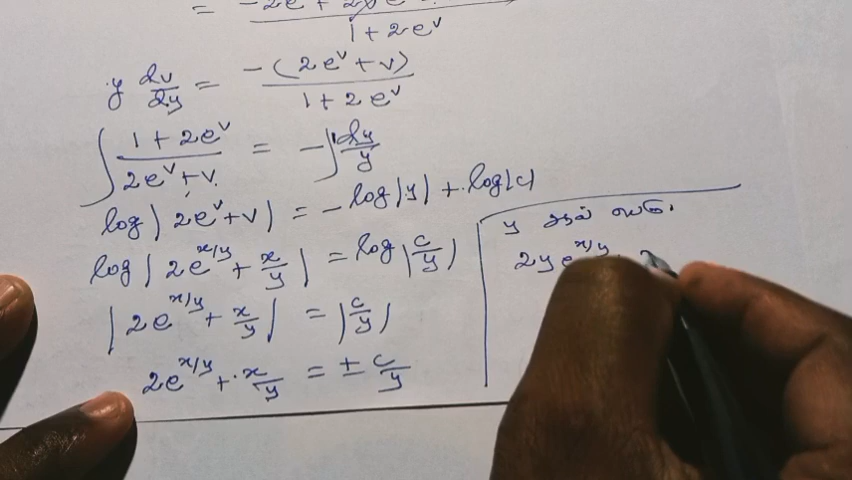 1 + 2e^v
y dv/dy = -(2e^v + v) / 1 + 2e^v
∫ 1 + 2e^v / 2e^v + v = -∫ dy/y
log|2e^v + v| = -log|y| + log|c|
log|2e^{x/y} + x/y| = log|c/y|
|2e^{x/y} + x/y| = |c/y|
2e^{x/y} + x/y = ± c/y
y ஆல்
2y e^{x/y}